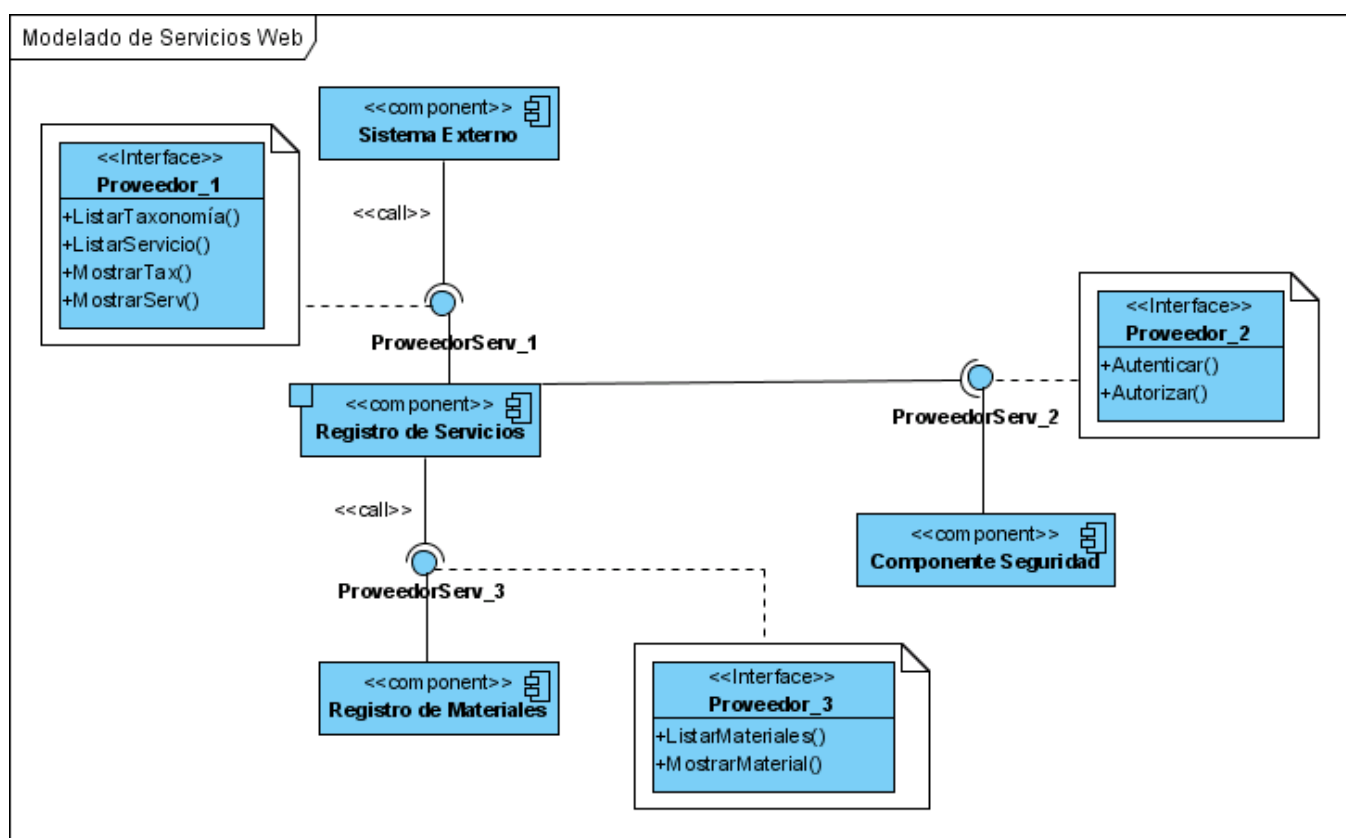 Modelado de Servicios Web
<<component>>
Sistema Externo
<<Interface>>
Proveedor_1
+ListarTaxonomía()
+ListarServicio()
+MostrarTax()
+MostrarServ()
<<call>>
ProveedorServ_1
<<Interface>>
Proveedor_2
+Autenticar()
+Autorizar()
<<component>>
Registro de Servicios
ProveedorServ_2
<<call>>
<<component>>
Componente Seguridad
ProveedorServ_3
<<component>>
Registro de Materiales
<<Interface>>
Proveedor_3
+ListarMateriales()
+MostrarMaterial()